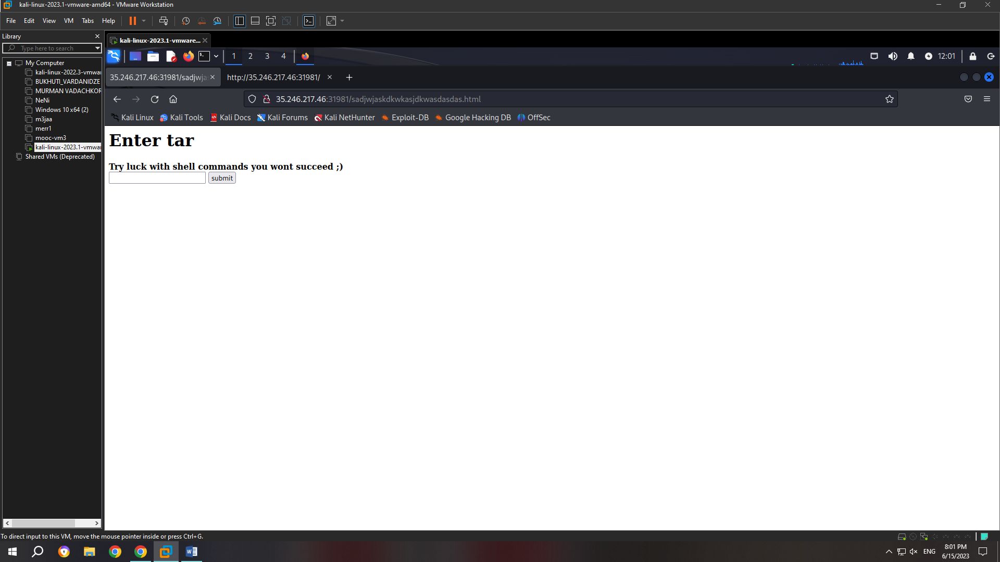 kali-linux-2023.1-vmware-amd64 - VMware Workstation
File Edit View VM Tabs Help
Library
Type here to search
My Computer
kali-linux-2022.3-vmwar
BUKHUTI_VARDANIDZE
MURMAN VADACHKOR
NeNi
Windows 10 x64 (2)
m3jaa
merr1
mooc-vm3
kali-linux-2023.1-vmwar
Shared VMs (Deprecated)
kali-linux-2023.1-vmware...
1 2 3 4
12:01
35.246.217.46:31981/sadjwjas
http://35.246.217.46:31981/
35.246.217.46:31981/sadjwjaskdkwkasjdkwasdasdas.html
Kali Linux Kali Tools Kali Docs Kali Forums Kali NetHunter Exploit-DB Google Hacking DB OffSec
Enter tar
Try luck with shell commands you wont succeed ;)
submit
To direct input to this VM, move the mouse pointer inside or press Ctrl+G.
ENG
8:01 PM
6/15/2023